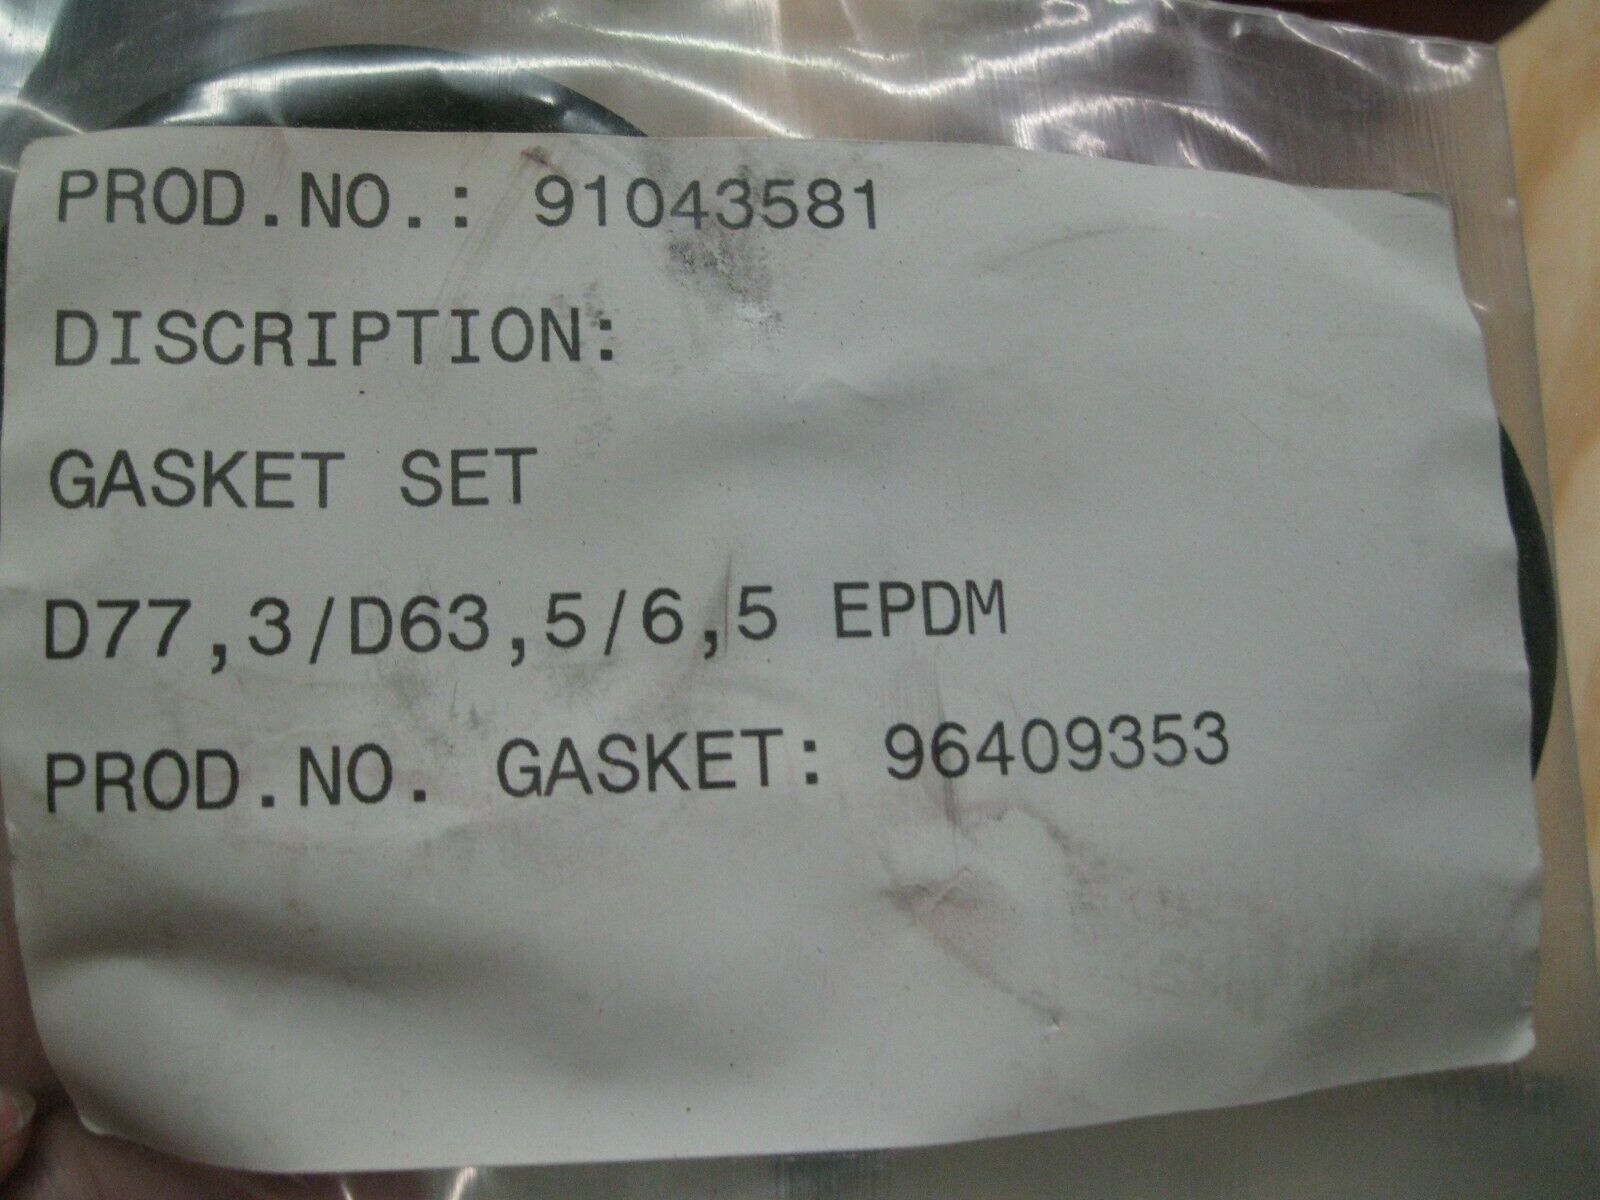 PROD.NO.: 91043581
DISCRIPTION:
GASKET SET
D77,3/D63,5/6,5 EPDM
PROD.NO. GASKET: 96409353